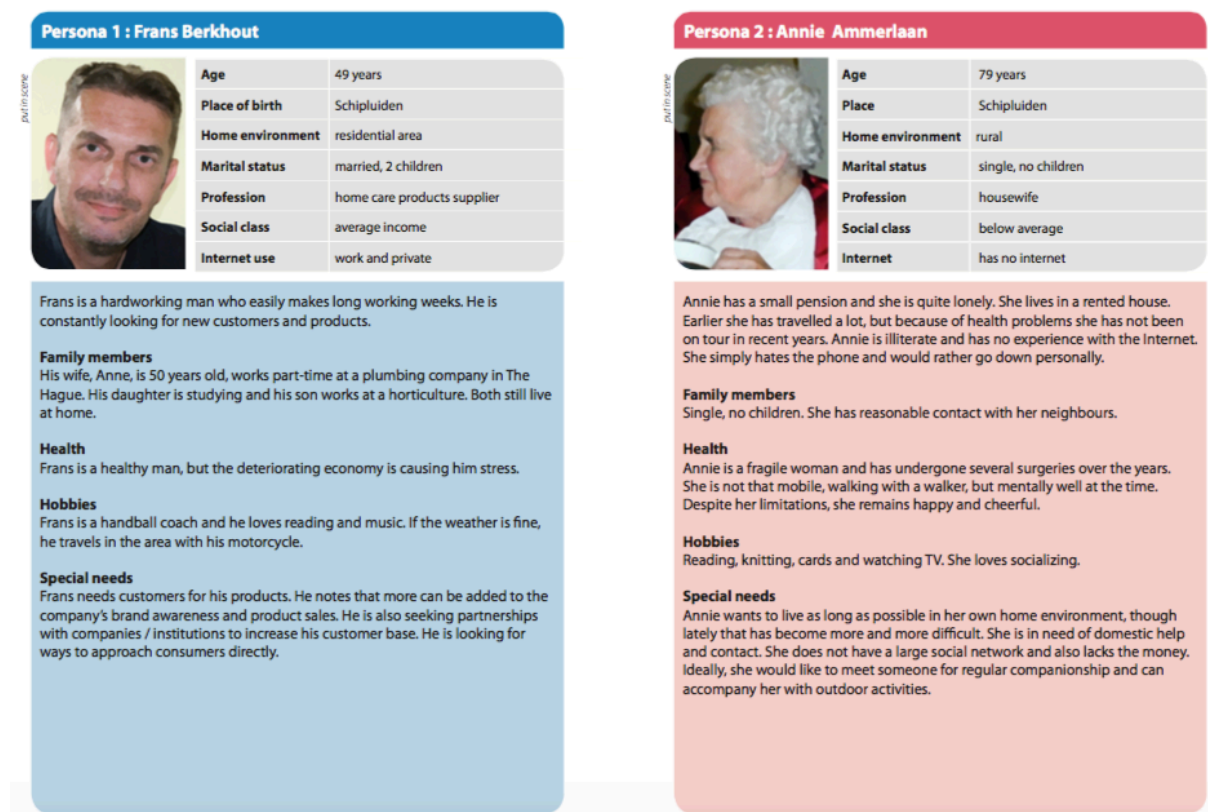 Persona 1 : Frans Berkhout
put in scene
Age 49 years
Place of birth Schipluiden
Home environment residential area
Marital status married, 2 children
Profession home care products supplier
Social class average income
Internet use work and private
Frans is a hardworking man who easily makes long working weeks. He is
constantly looking for new customers and products.
Family members
His wife, Anne, is 50 years old, works part-time at a plumbing company in The
Hague. His daughter is studying and his son works at a horticulture. Both still live
at home.
Health
Frans is a healthy man, but the deteriorating economy is causing him stress.
Hobbies
Frans is a handball coach and he loves reading and music. If the weather is fine,
he travels in the area with his motorcycle.
Special needs
Frans needs customers for his products. He notes that more can be added to the
company's brand awareness and product sales. He is also seeking partnerships
with companies / institutions to increase his customer base. He is looking for
ways to approach consumers directly.
Persona 2 : Annie Ammerlaan
put in scene
Age 79 years
Place Schipluiden
Home environment rural
Marital status single, no children
Profession housewife
Social class below average
Internet has no internet
Annie has a small pension and she is quite lonely. She lives in a rented house.
Earlier she has travelled a lot, but because of health problems she has not been
on tour in recent years. Annie is illiterate and has no experience with the Internet.
She simply hates the phone and would rather go down personally.
Family members
Single, no children. She has reasonable contact with her neighbours.
Health
Annie is a fragile woman and has undergone several surgeries over the years.
She is not that mobile, walking with a walker, but mentally well at the time.
Despite her limitations, she remains happy and cheerful.
Hobbies
Reading, knitting, cards and watching TV. She loves socializing.
Special needs
Annie wants to live as long as possible in her own home environment, though
lately that has become more and more difficult. She is in need of domestic help
and contact. She does not have a large social network and also lacks the money.
Ideally, she would like to meet someone for regular companionship and can
accompany her with outdoor activities.